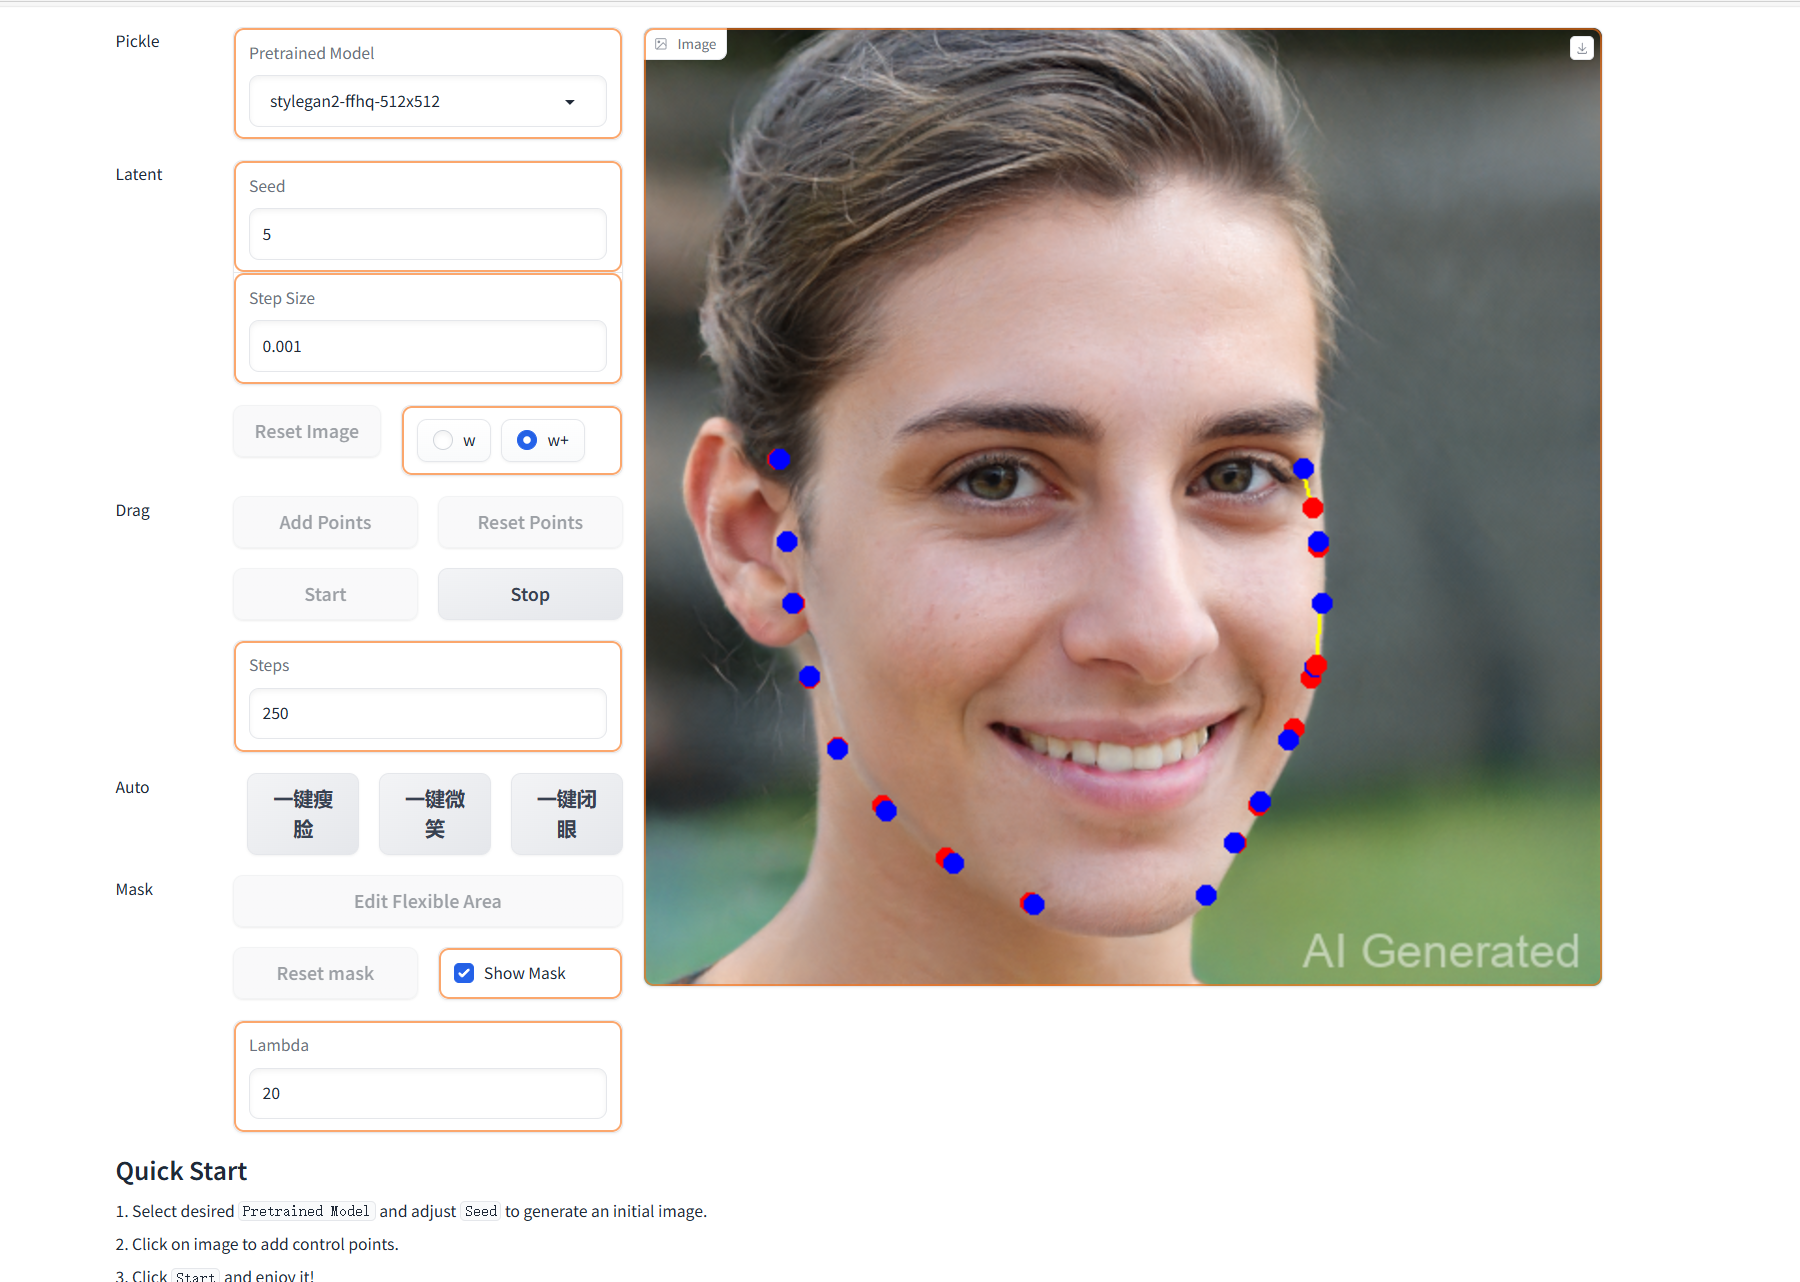 Pickle
Pretrained Model
stylegan2-ffhq-512x512
Latent
Seed
5
Step Size
0.001
Reset Image
w
w+
Drag
Add Points
Reset Points
Start
Stop
Steps
250
Auto
一键瘦
脸
一键微
笑
一键闭
眼
Mask
Edit Flexible Area
Reset mask
Show Mask
Lambda
20
Image
AI Generated
Quick Start
1. Select desired Pretrained Model and adjust Seed to generate an initial image.
2. Click on image to add control points.
3. Click Start and enjoy it!